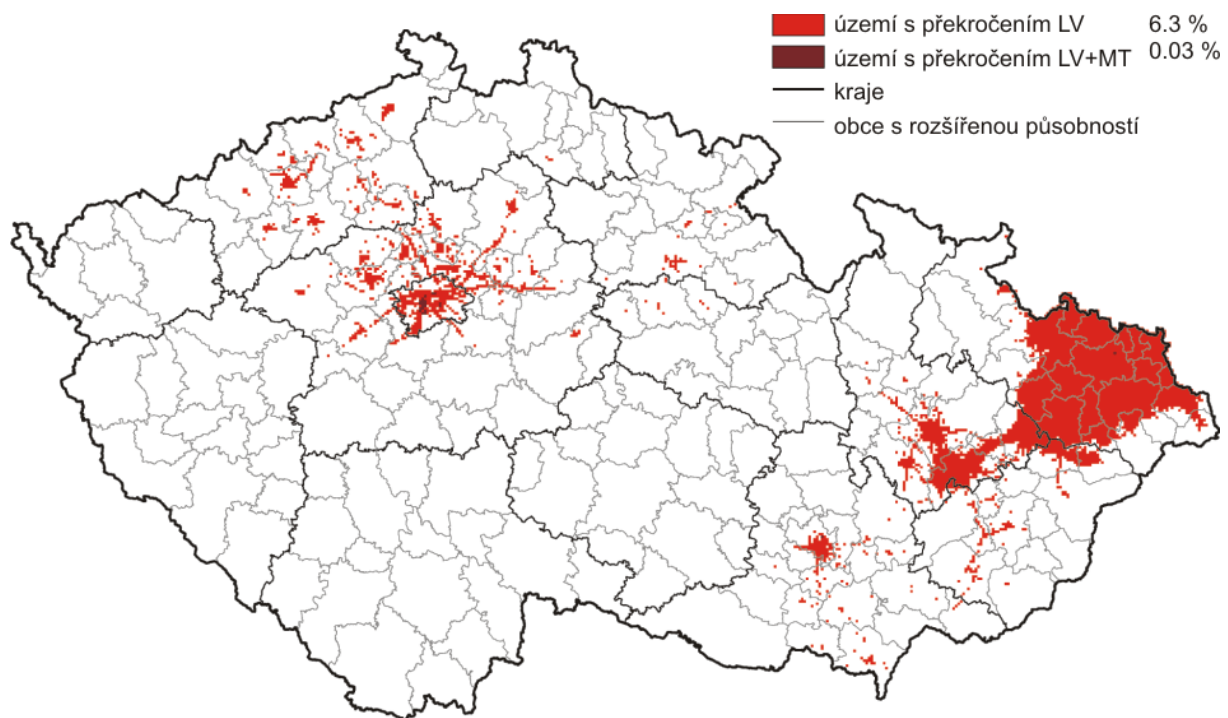 území s překročením LV 6.3 %
území s překročením LV+MT 0.03 %
kraje
obce s rozšířenou působností